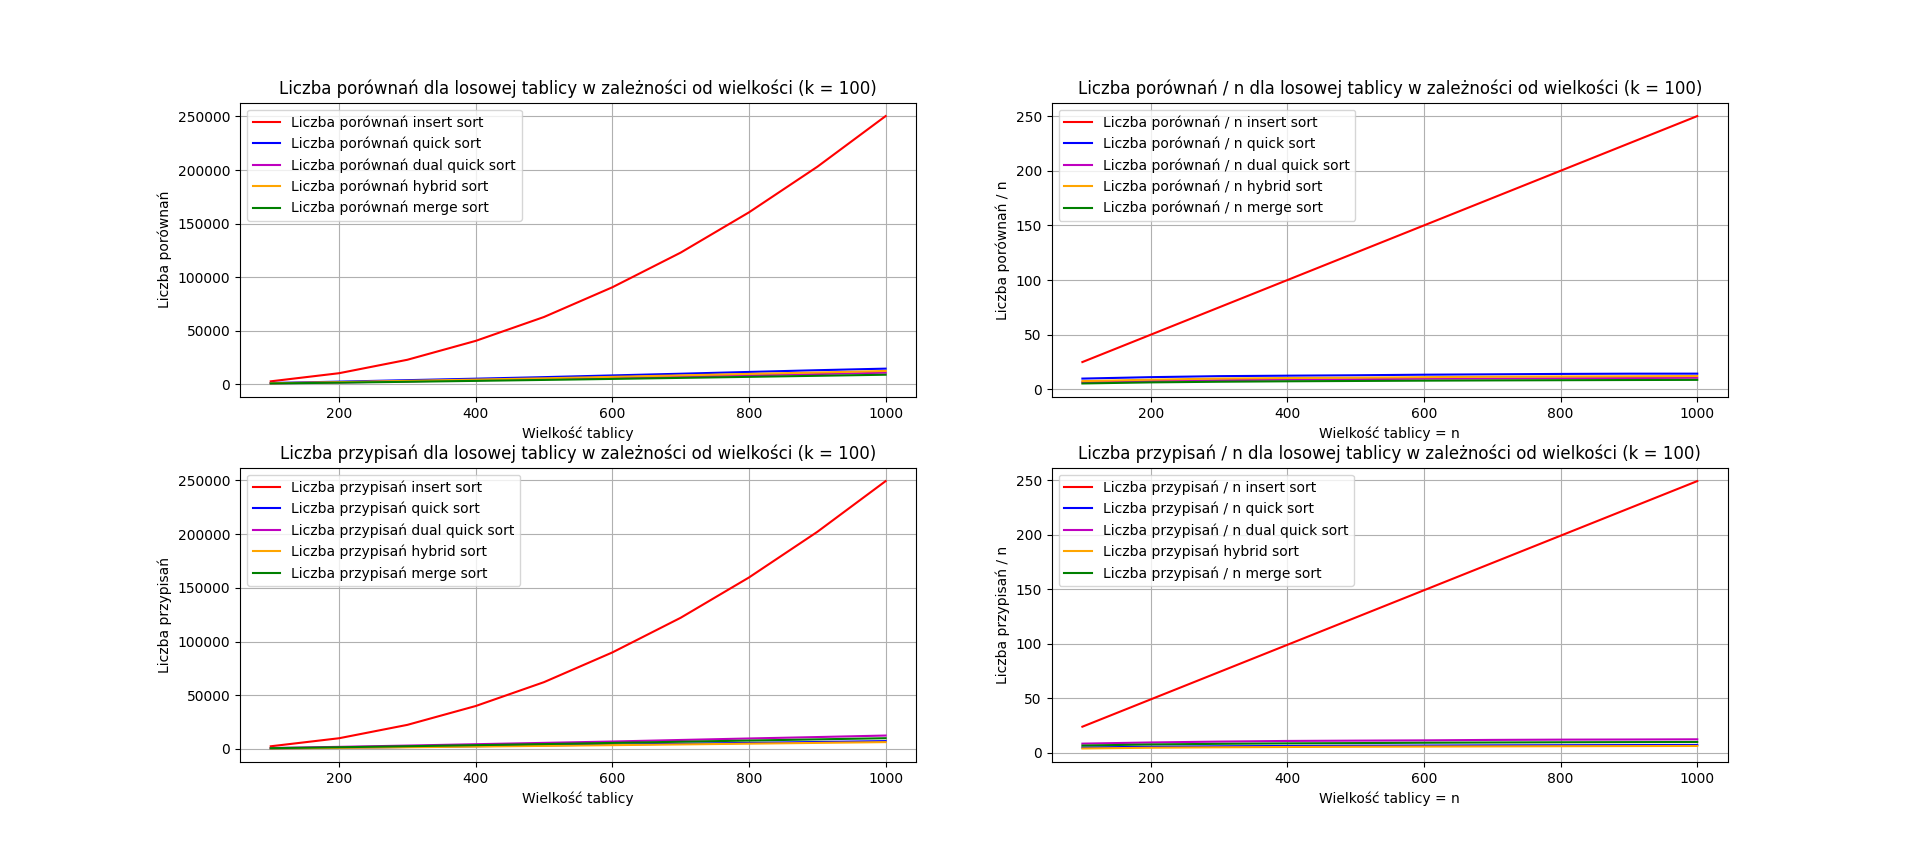 Liczba porównań dla losowej tablicy w zależności od wielkości (k = 100)
250000
200000
150000
100000
50000
0
Liczba porównań
Liczba porównań insert sort
Liczba porównań quick sort
Liczba porównań dual quick sort
Liczba porównań hybrid sort
Liczba porównań merge sort
200 400 600 800 1000
Wielkość tablicy
Liczba porównań / n dla losowej tablicy w zależności od wielkości (k = 100)
250
200
150
100
50
0
Liczba porównań / n
Liczba porównań / n insert sort
Liczba porównań / n quick sort
Liczba porównań / n dual quick sort
Liczba porównań / n hybrid sort
Liczba porównań / n merge sort
200 400 600 800 1000
Wielkość tablicy = n
Liczba przypisań dla losowej tablicy w zależności od wielkości (k = 100)
250000
200000
150000
100000
50000
0
Liczba przypisań
Liczba przypisań insert sort
Liczba przypisań quick sort
Liczba przypisań dual quick sort
Liczba przypisań hybrid sort
Liczba przypisań merge sort
200 400 600 800 1000
Wielkość tablicy
Liczba przypisań / n dla losowej tablicy w zależności od wielkości (k = 100)
250
200
150
100
50
0
Liczba przypisań / n
Liczba przypisań / n insert sort
Liczba przypisań / n quick sort
Liczba przypisań / n dual quick sort
Liczba przypisań hybrid sort
Liczba przypisań / n merge sort
200 400 600 800 1000
Wielkość tablicy = n